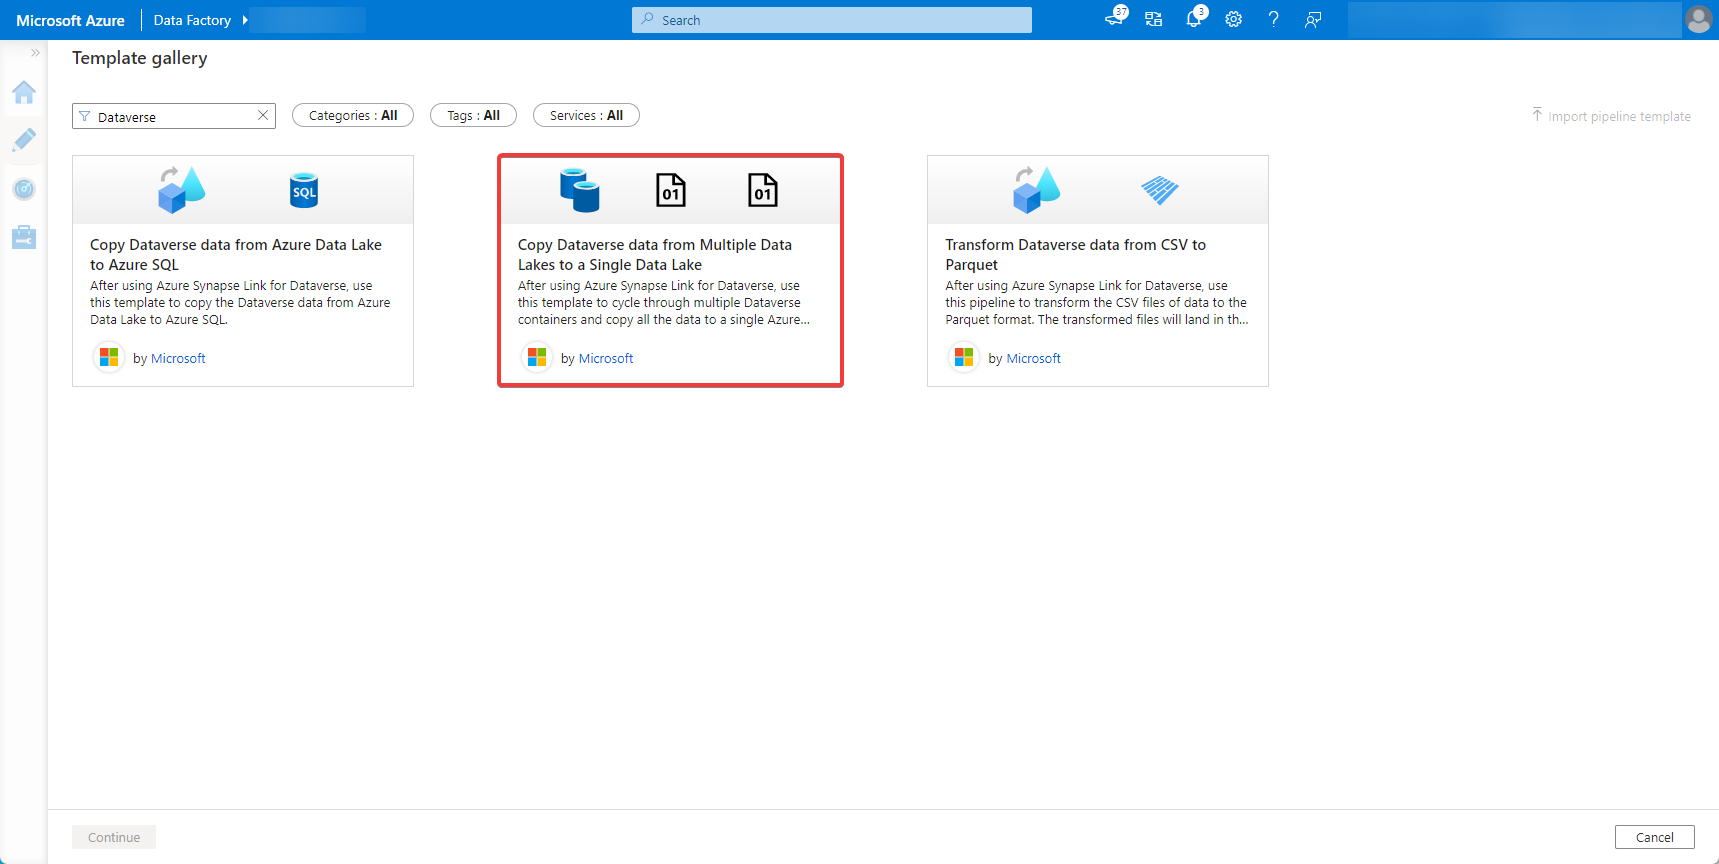 Microsoft Azure
Data Factory
Search
37
3
Template gallery
Dataverse
Categories : All
Tags : All
Services : All
Import pipeline template
SQL
Copy Dataverse data from Azure Data Lake
to Azure SQL
After using Azure Synapse Link for Dataverse, use
this template to copy the Dataverse data from Azure
Data Lake to Azure SQL.
by Microsoft
01
01
Copy Dataverse data from Multiple Data
Lakes to a Single Data Lake
After using Azure Synapse Link for Dataverse, use
this template to cycle through multiple Dataverse
containers and copy all the data to a single Azure...
by Microsoft
Transform Dataverse data from CSV to
Parquet
After using Azure Synapse Link for Dataverse, use
this pipeline to transform the CSV files of data to the
Parquet format. The transformed files will land in th...
by Microsoft
Continue
Cancel